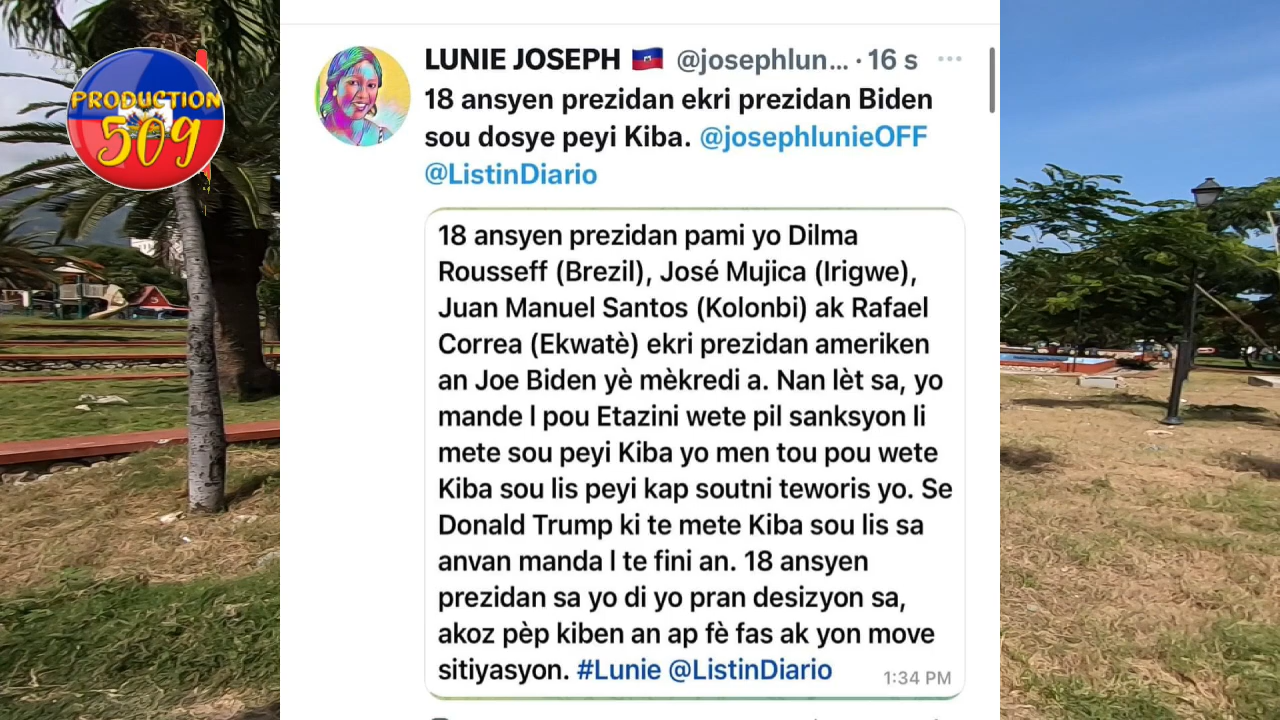 PRODUCTION
509
LUNIE JOSEPH 🇭🇹 @josephlun... · 16 s ...
18 ansyen prezidan ekri prezidan Biden
sou dosye peyi Kiba. @josephlunieOFF
@ListinDiario
18 ansyen prezidan pami yo Dilma
Rousseff (Brezil), José Mujica (Irigwe),
Juan Manuel Santos (Kolonbi) ak Rafael
Correa (Ekwatè) ekri prezidan ameriken
an Joe Biden yè mèkredi a. Nan lèt sa, yo
mande l pou Etazini wete pil sanksyon li
mete sou peyi Kiba yo men tou pou wete
Kiba sou lis peyi kap soutni teworis yo. Se
Donald Trump ki te mete Kiba sou lis sa
anvan manda l te fini an. 18 ansyen
prezidan sa yo di yo pran desizyon sa,
akoz pèp kiben an ap fè fas ak yon move
sitiyasyon. #Lunie @ListinDiario
1:34 PM